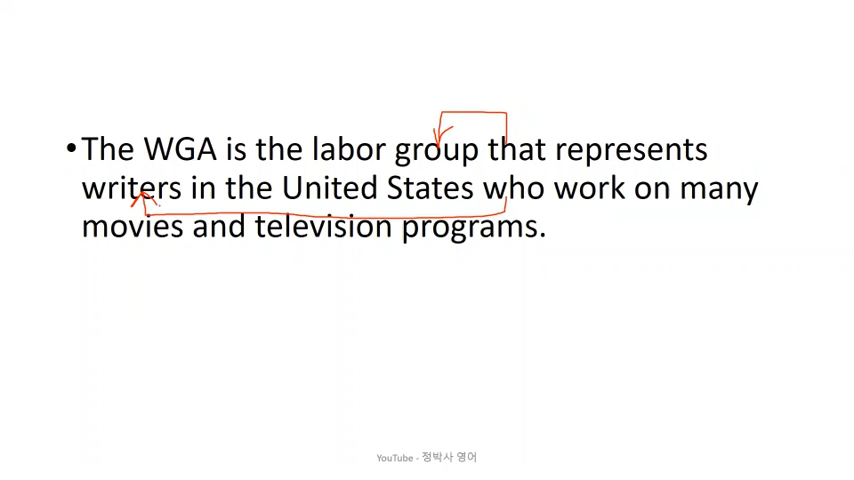 •The WGA is the labor group that represents
writers in the United States who work on many
movies and television programs.
YouTube - 정박사 영어